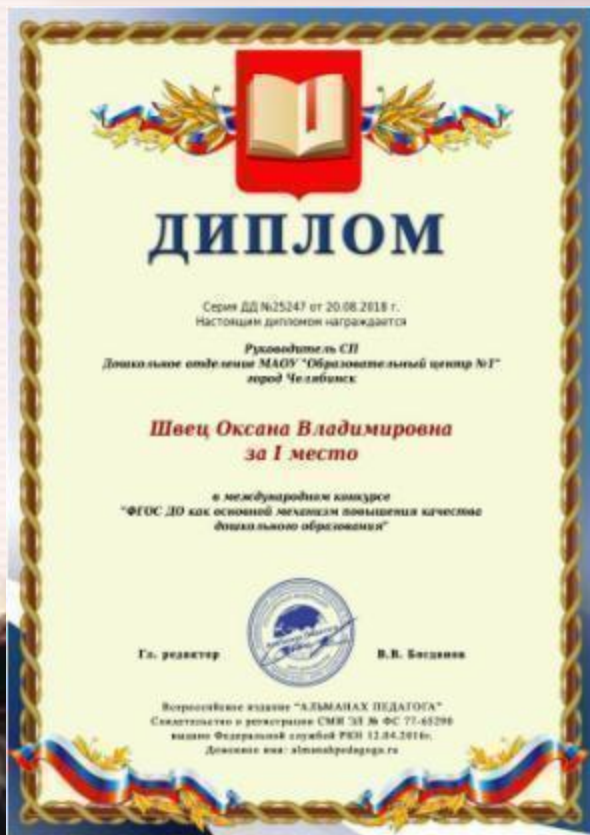 ДИПЛОМ
Серия ДД №25247 от 20.08.2018 г.
Настоящим дипломом награждается
Руководитель СП
Дошкольное отделение МАОУ "Образовательный центр №1"
город Челябинск
Швец Оксана Владимировна
за I место
в международном конкурсе
"ФГОС ДО как основной механизм повышения качества
дошкольного образования"
Гл. редактор
В.В. Богданов
Всероссийское издание "АЛЬМАНАХ ПЕДАГОГА"
Свидетельство о регистрации СМИ ЭЛ № ФС 77-65290
выдано Федеральной службой РКН 12.04.2016г.
Доменное имя: almanahpedagoga.ru